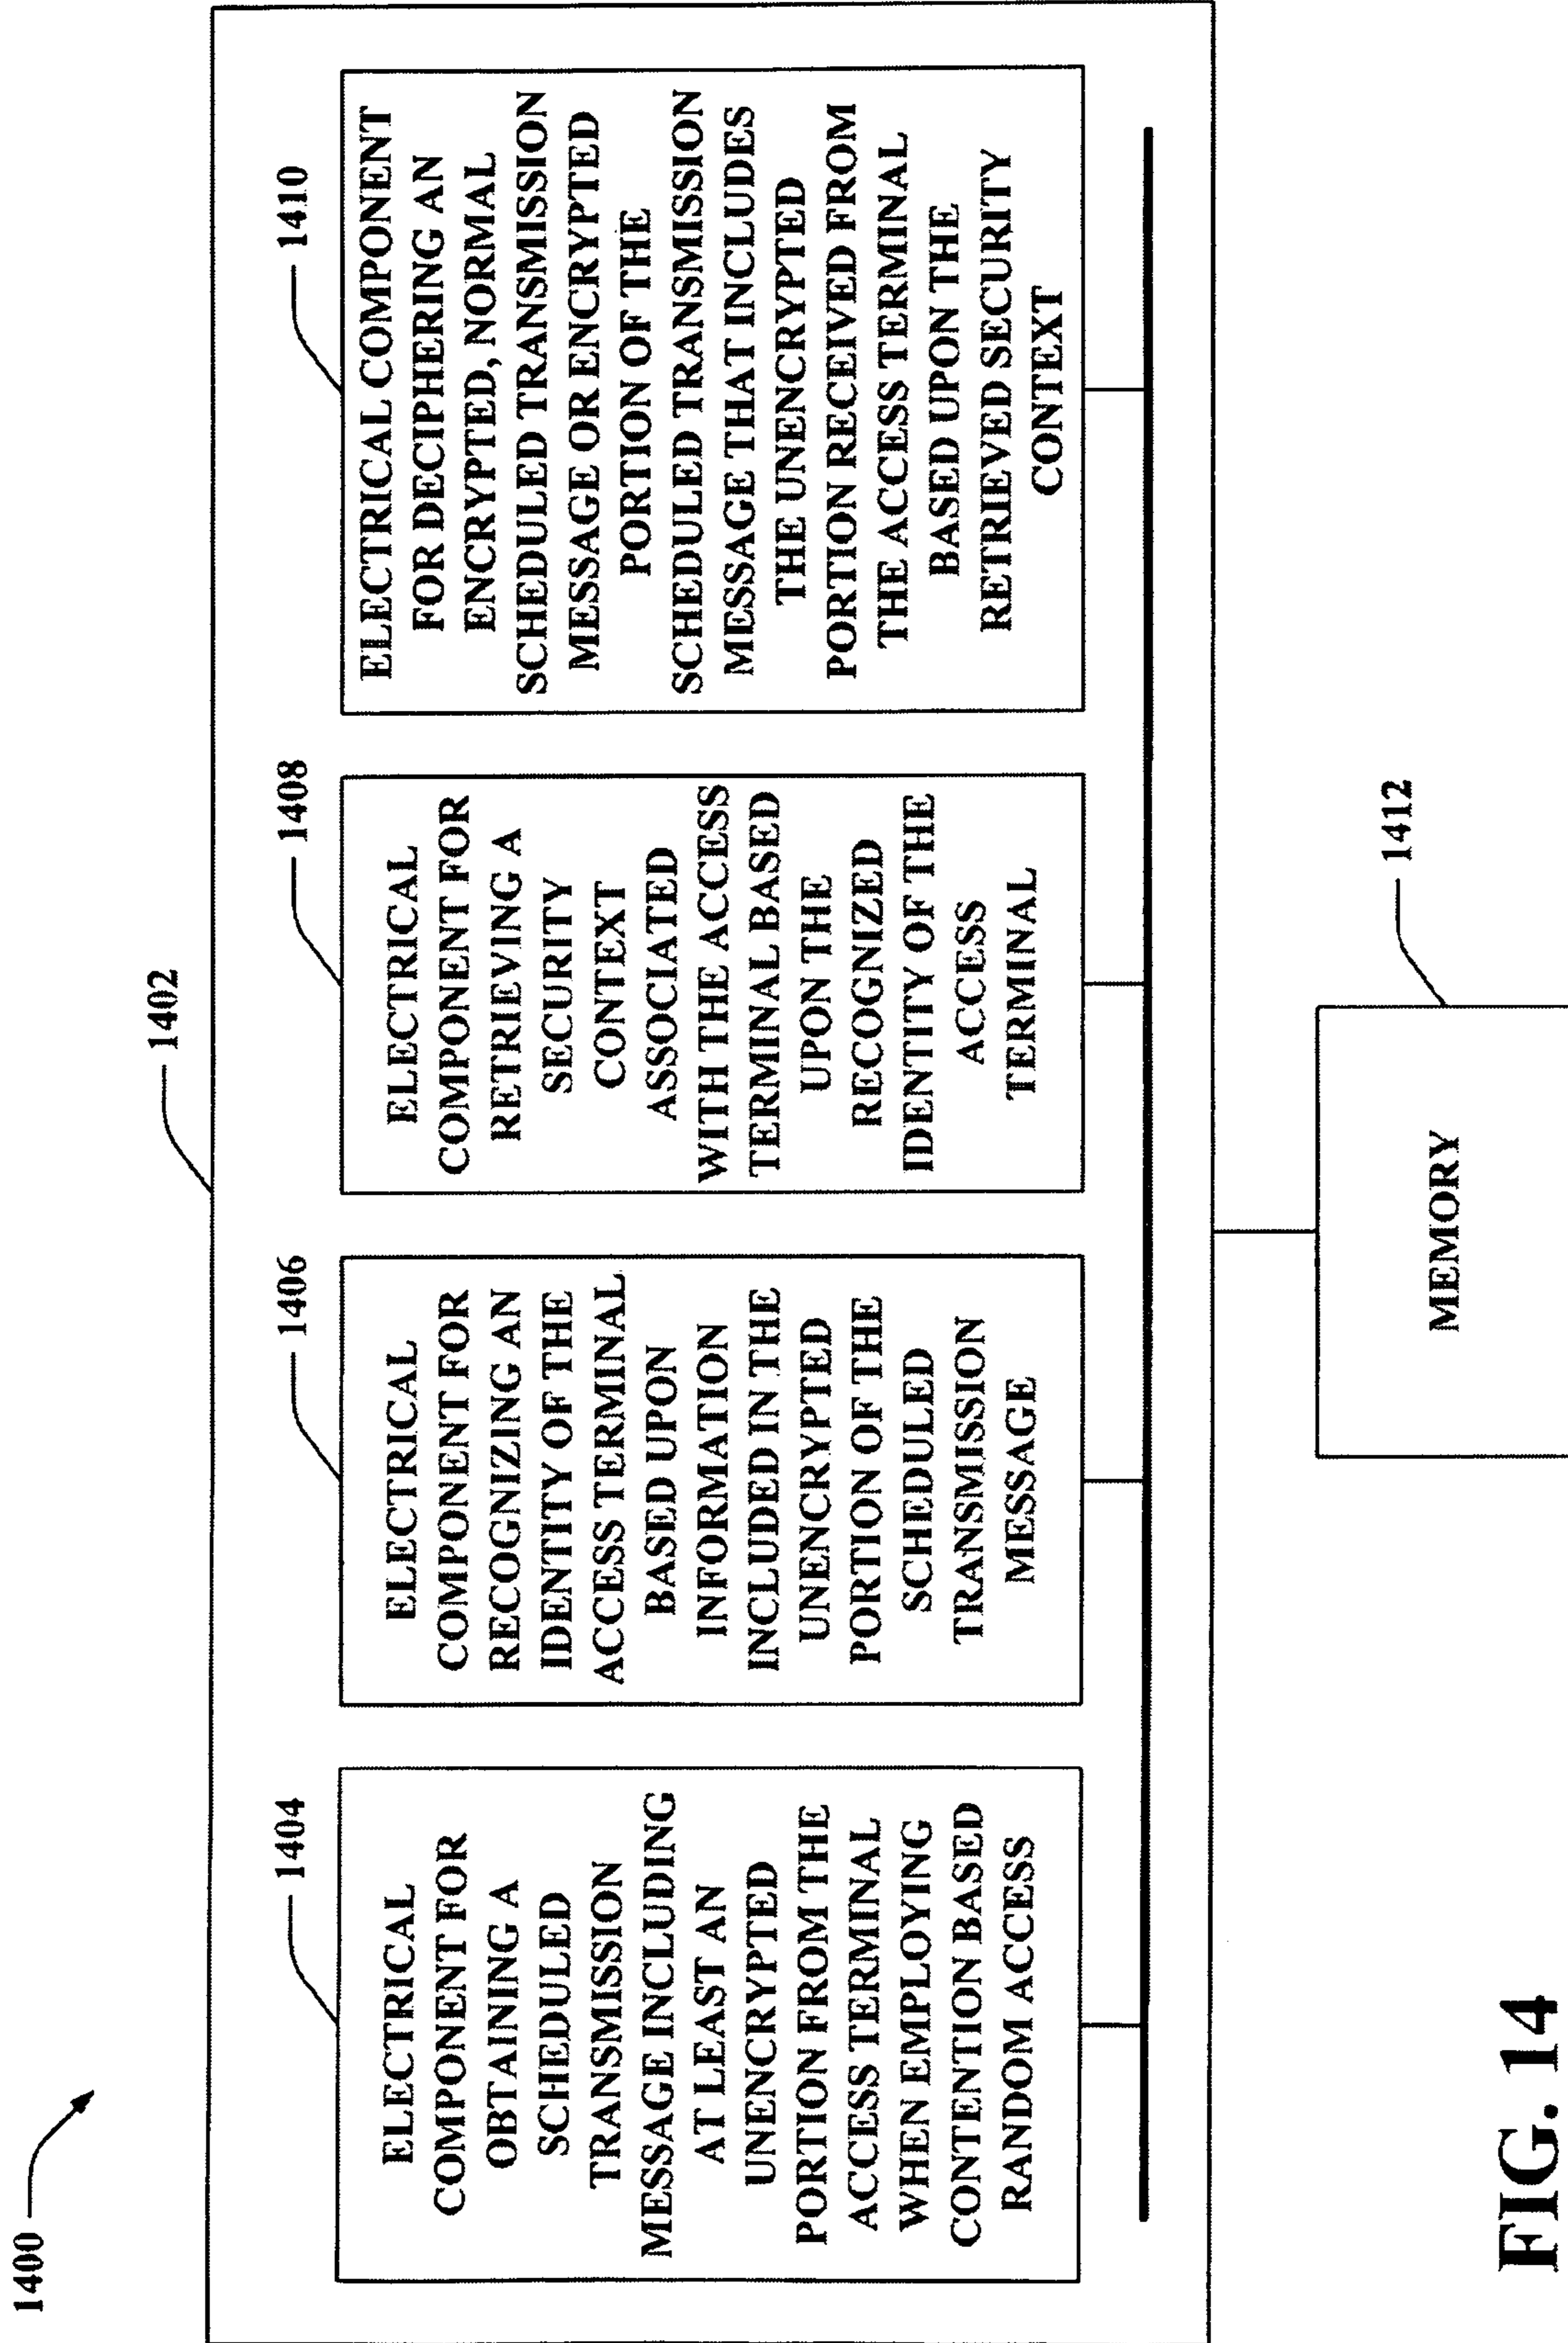 1400
1402
1404
ELECTRICAL
COMPONENT FOR
OBTAINING A
SCHEDULED
TRANSMISSION
MESSAGE INCLUDING
AT LEAST AN
UNENCRYPTED
PORTION FROM THE
ACCESS TERMINAL
WHEN EMPLOYING
CONTENTION BASED
RANDOM ACCESS
1406
ELECTRICAL
COMPONENT FOR
RECOGNIZING AN
IDENTITY OF THE
ACCESS TERMINAL
BASED UPON
INFORMATION
INCLUDED IN THE
UNENCRYPTED
PORTION OF THE
SCHEDULED
TRANSMISSION
MESSAGE
1408
ELECTRICAL
COMPONENT FOR
RETRIEVING A
SECURITY
CONTEXT
ASSOCIATED
WITH THE ACCESS
TERMINAL BASED
UPON THE
RECOGNIZED
IDENTITY OF THE
ACCESS
TERMINAL
1410
ELECTRICAL COMPONENT
FOR DECIPHERING AN
ENCRYPTED, NORMAL
SCHEDULED TRANSMISSION
MESSAGE OR ENCRYPTED
PORTION OF THE
SCHEDULED TRANSMISSION
MESSAGE THAT INCLUDES
THE UNENCRYPTED
PORTION RECEIVED FROM
THE ACCESS TERMINAL
BASED UPON THE
RETRIEVED SECURITY
CONTEXT
1412
MEMORY
FIG. 14